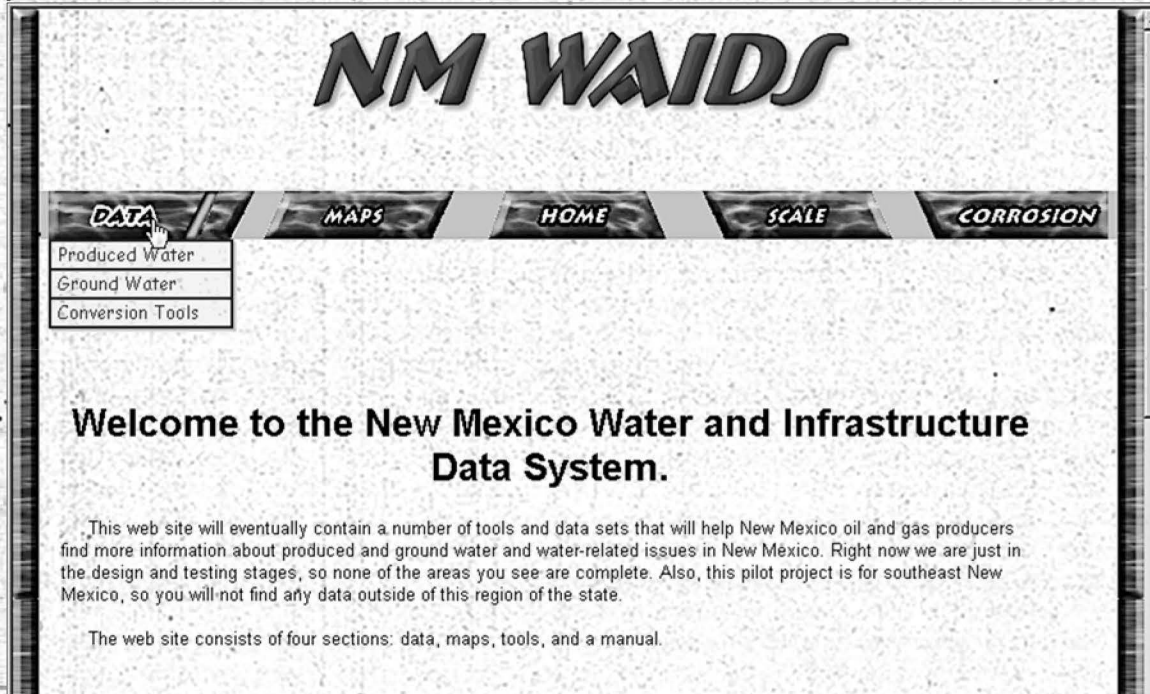 NM WAIDS
DATA MAPS HOME SCALE CORROSION
Produced Water
Ground Water
Conversion Tools
Welcome to the New Mexico Water and Infrastructure
Data System.
This web site will eventually contain a number of tools and data sets that will help New Mexico oil and gas producers
find more information about produced and ground water and water-related issues in New Mexico. Right now we are just in
the design and testing stages, so none of the areas you see are complete. Also, this pilot project is for southeast New
Mexico, so you will not find any data outside of this region of the state.
The web site consists of four sections: data, maps, tools, and a manual.